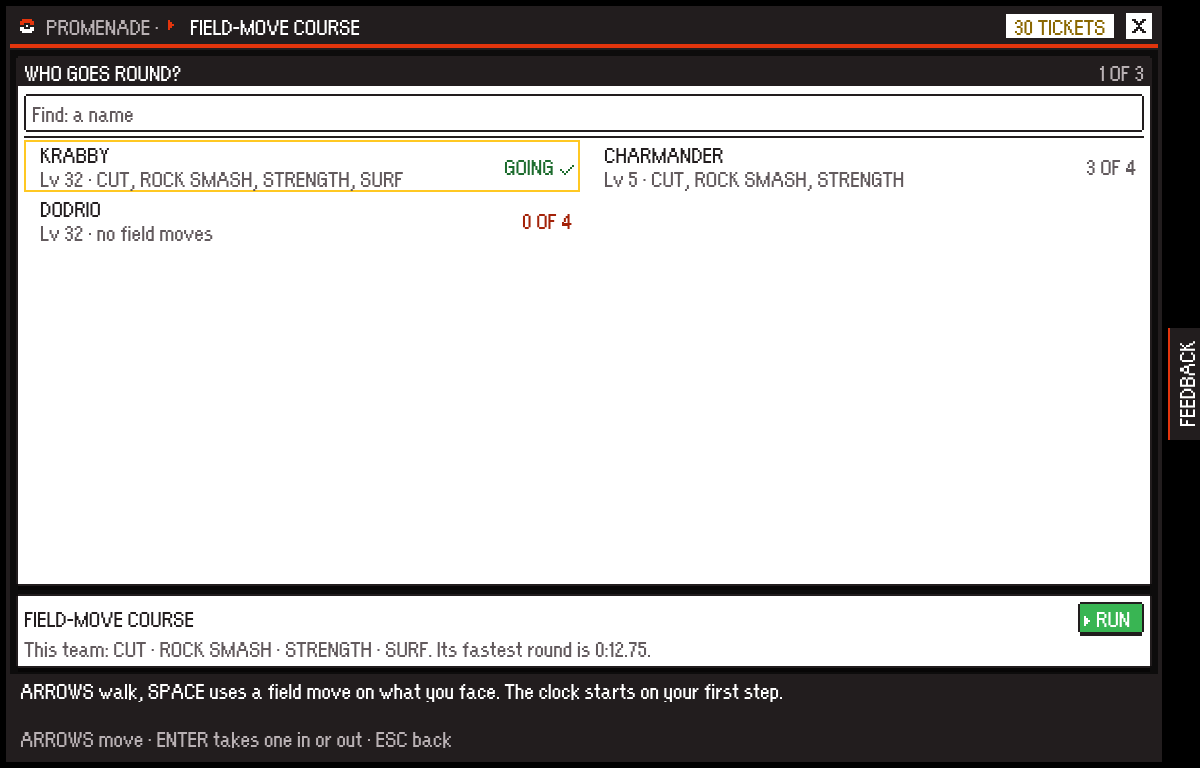 PROMENADE · FIELD-MOVE COURSE
30 TICKETS X
WHO GOES ROUND? 1 OF 3
Find: a name
KRABBY
Lv 32 · CUT, ROCK SMASH, STRENGTH, SURF
GOING ✓
CHARMANDER
Lv 5 · CUT, ROCK SMASH, STRENGTH
3 OF 4
DODRIO
Lv 32 · no field moves
0 OF 4
FIELD-MOVE COURSE
This team: CUT · ROCK SMASH · STRENGTH · SURF. Its fastest round is 0:12.75.
RUN
ARROWS walk, SPACE uses a field move on what you face. The clock starts on your first step.
ARROWS move · ENTER takes one in or out · ESC back
FEEDBACK